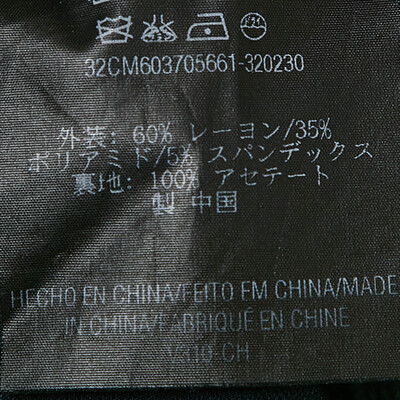 32CM603705661-320230
外装: 60% レーヨン/35%
ポリアミド/5% スパンデックス
裏地: 100% アセテート
製 中国
HECHO EN CHINA/FEITO EM CHINA/MADE
IN CHINA/FABRIQUÉ EN CHINE
V310-CH